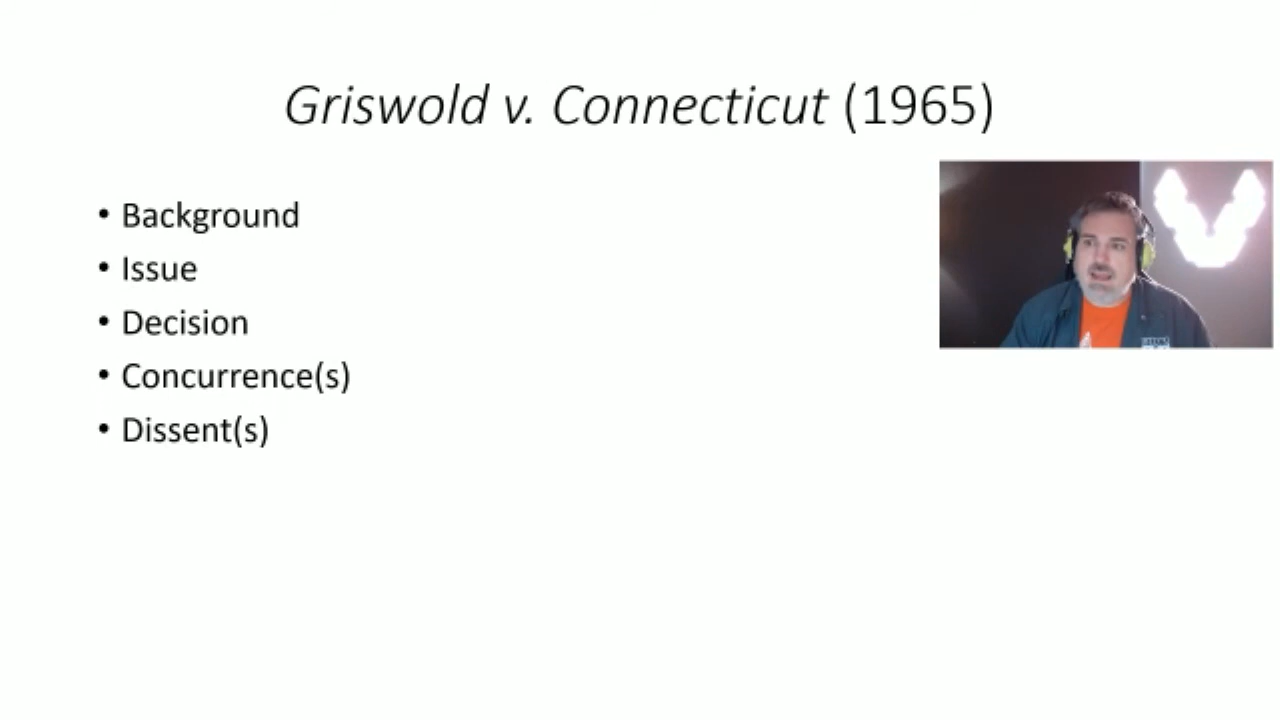 Griswold v. Connecticut (1965)
• Background
• Issue
• Decision
• Concurrence(s)
• Dissent(s)